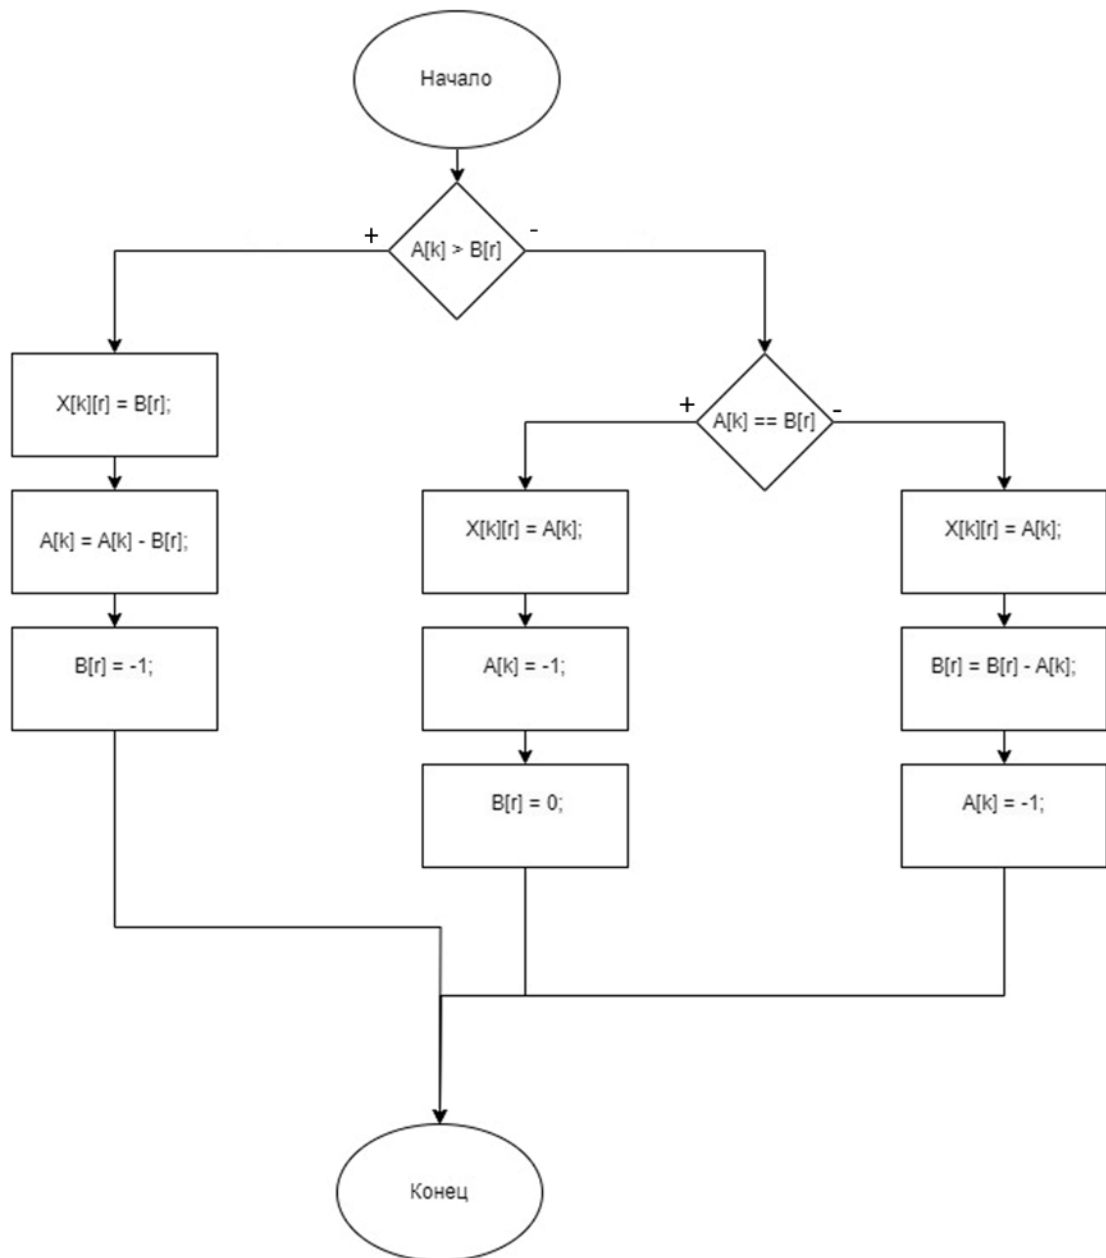 Начало
+
-
A[k] > B[r]
X[k][r] = B[r];
+
-
A[k] == B[r]
A[k] = A[k] - B[r];
X[k][r] = A[k];
X[k][r] = A[k];
B[r] = -1;
A[k] = -1;
B[r] = B[r] - A[k];
B[r] = 0;
A[k] = -1;
Конец